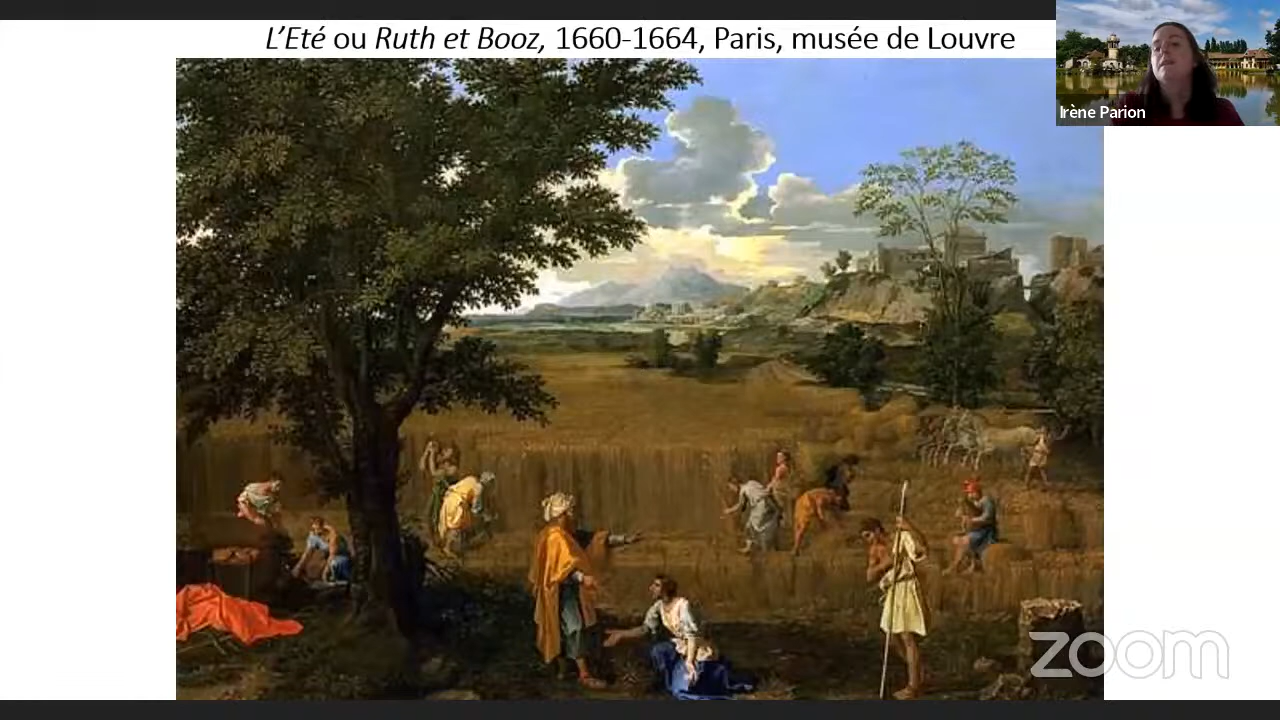 L'Eté ou Ruth et Booz, 1660-1664, Paris, musée de Louvre
Irène Parion
zoom